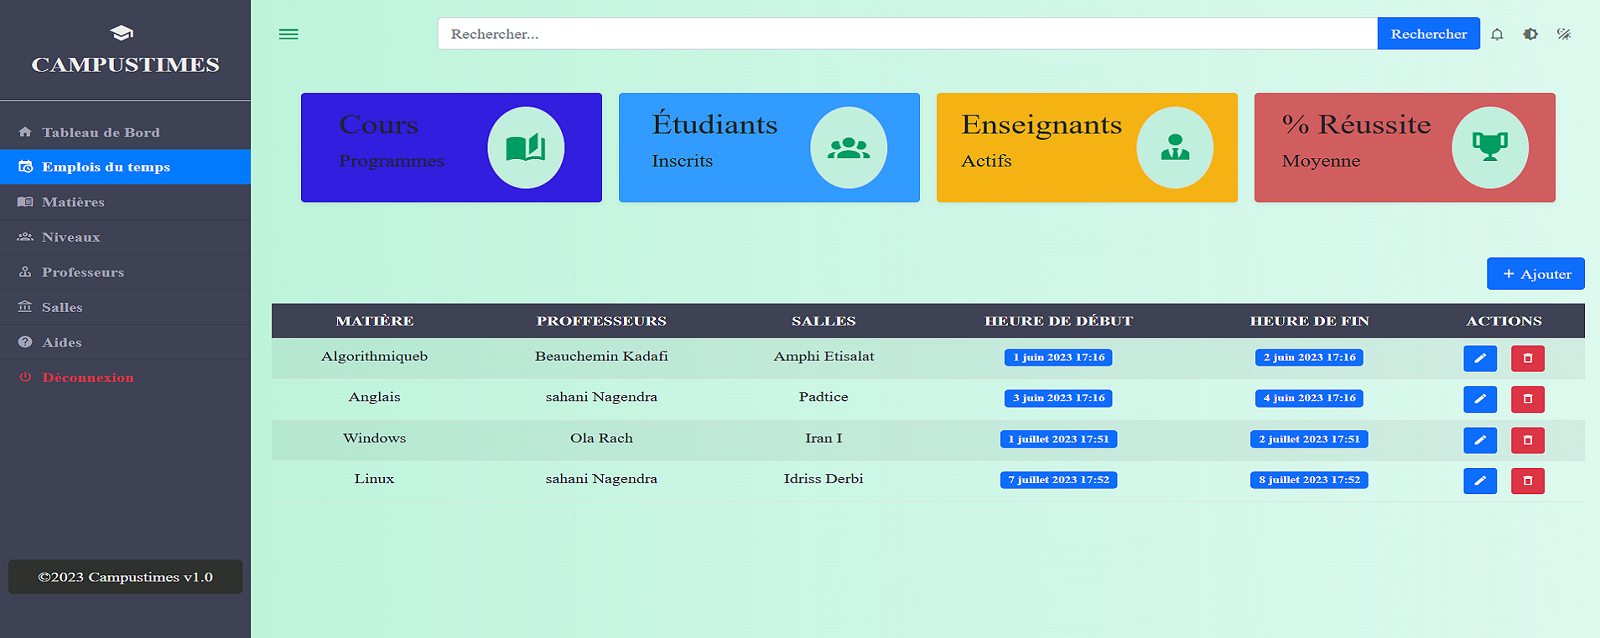 CAMPUSTIMES
Tableau de Bord
Emplois du temps
Matières
Niveaux
Professeurs
Salles
Aides
Déconnexion
©2023 Campustimes v1.0
Rechercher... Rechercher
Cours
Programmes
Étudiants
Inscrits
Enseignants
Actifs
% Réussite
Moyenne
+ Ajouter
MATIÈRE PROFFESSEURS SALLES HEURE DE DÉBUT HEURE DE FIN ACTIONS
Algorithmiqueb Beauchemin Kadafi Amphi Etisalat 1 juin 2023 17:16 2 juin 2023 17:16
Anglais sahani Nagendra Padtice 3 juin 2023 17:16 4 juin 2023 17:16
Windows Ola Rach Iran I 1 juillet 2023 17:51 2 juillet 2023 17:51
Linux sahani Nagendra Idriss Derbi 7 juillet 2023 17:52 8 juillet 2023 17:52